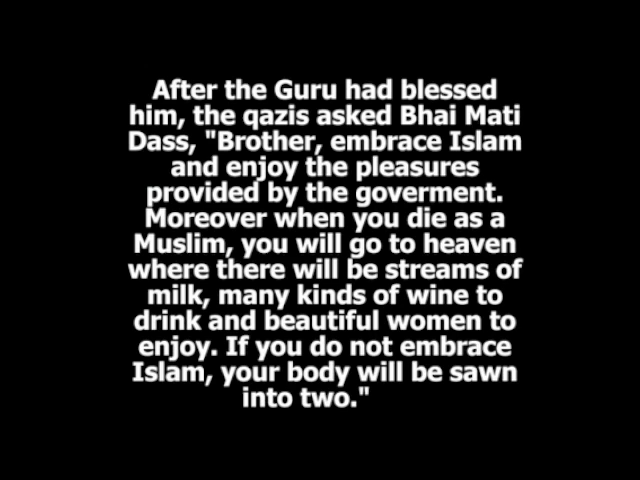 After the Guru had blessed
him, the qazis asked Bhai Mati
Dass, "Brother, embrace Islam
and enjoy the pleasures
provided by the goverment.
Moreover when you die as a
Muslim, you will go to heaven
where there will be streams of
milk, many kinds of wine to
drink and beautiful women to
enjoy. If you do not embrace
Islam, your body will be sawn
into two."